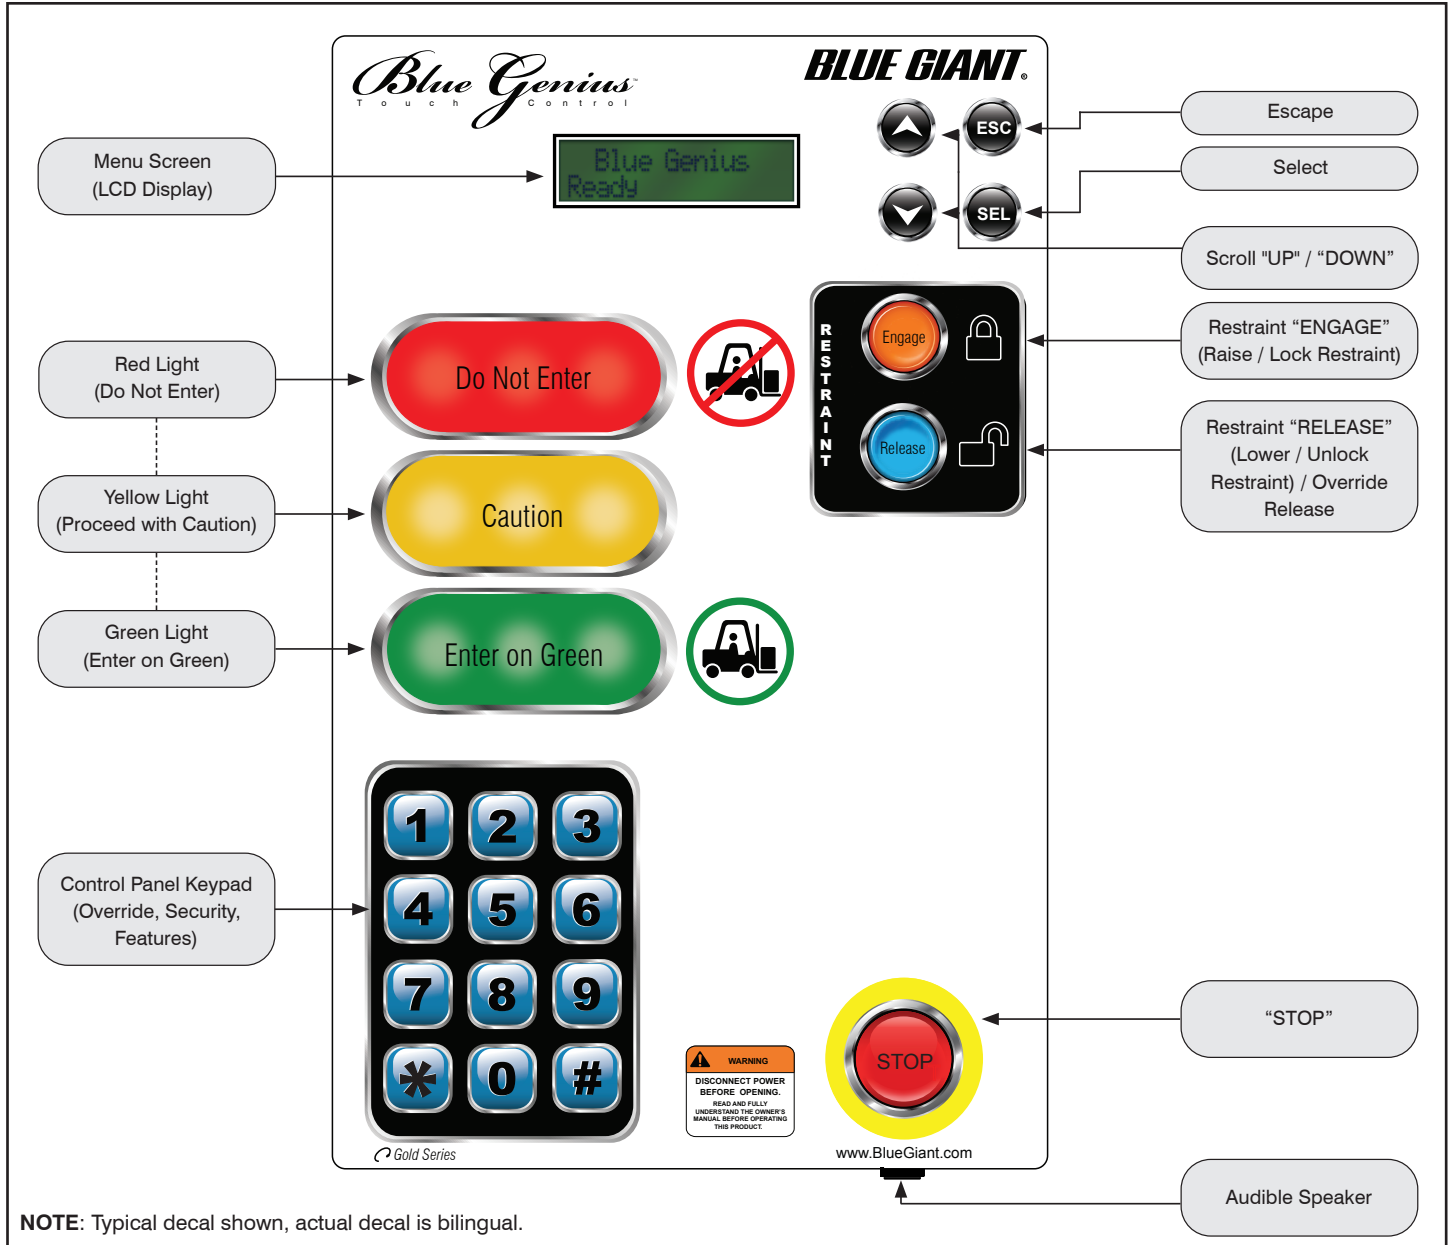 Blue Genius™
Touch Control
BLUE GIANT®
Blue Genius
Ready
ESC
SEL
Menu Screen
(LCD Display)
Escape
Select
Scroll "UP" / “DOWN”
Restraint “ENGAGE”
(Raise / Lock Restraint)
Restraint “RELEASE”
(Lower / Unlock
Restraint) / Override
Release
RESTRAINT
Engage
Release
Red Light
(Do Not Enter)
Do Not Enter
Yellow Light
(Proceed with Caution)
Caution
Green Light
(Enter on Green)
Enter on Green
Control Panel Keypad
(Override, Security,
Features)
1 2 3
4 5 6
7 8 9
* 0 #
Gold Series
WARNING
DISCONNECT POWER
BEFORE OPENING.
READ AND FULLY
UNDERSTAND THE OWNER'S
MANUAL BEFORE OPERATING
THIS PRODUCT.
STOP
“STOP”
www.BlueGiant.com
Audible Speaker
NOTE: Typical decal shown, actual decal is bilingual.